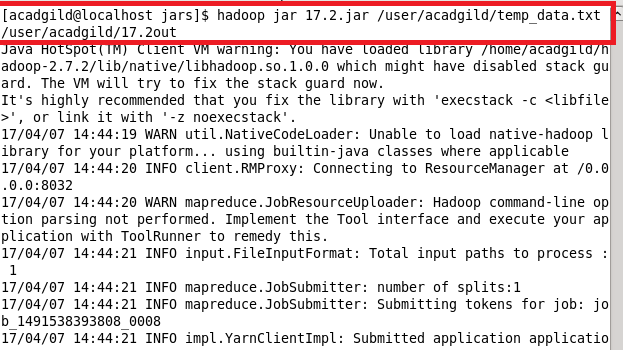 [acadgild@localhost jars]$ hadoop jar 17.2.jar /user/acadgild/temp_data.txt
/user/acadgild/17.2out
Java HotSpot(TM) Client VM warning: You have loaded library /home/acadgild/h
adoop-2.7.2/lib/native/libhadoop.so.1.0.0 which might have disabled stack gu
ard. The VM will try to fix the stack guard now.
It's highly recommended that you fix the library with 'execstack -c <libfile
>', or link it with '-z noexecstack'.
17/04/07 14:44:19 WARN util.NativeCodeLoader: Unable to load native-hadoop l
ibrary for your platform... using builtin-java classes where applicable
17/04/07 14:44:20 INFO client.RMProxy: Connecting to ResourceManager at /0.0
.0.0:8032
17/04/07 14:44:20 WARN mapreduce.JobResourceUploader: Hadoop command-line op
tion parsing not performed. Implement the Tool interface and execute your ap
plication with ToolRunner to remedy this.
17/04/07 14:44:21 INFO input.FileInputFormat: Total input paths to process :
 1
17/04/07 14:44:21 INFO mapreduce.JobSubmitter: number of splits:1
17/04/07 14:44:21 INFO mapreduce.JobSubmitter: Submitting tokens for job: jo
b_1491538393808_0008
17/04/07 14:44:21 INFO impl.YarnClientImpl: Submitted application applicatio